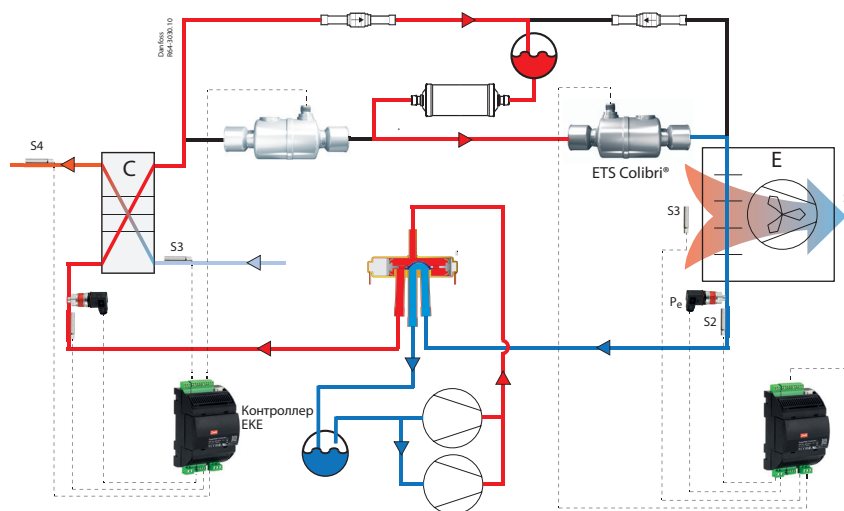 Danfoss
R64-3030.10
S4
C
ETS Colibri®
E
S3
S3
Pe
S2
Контроллер
EKE